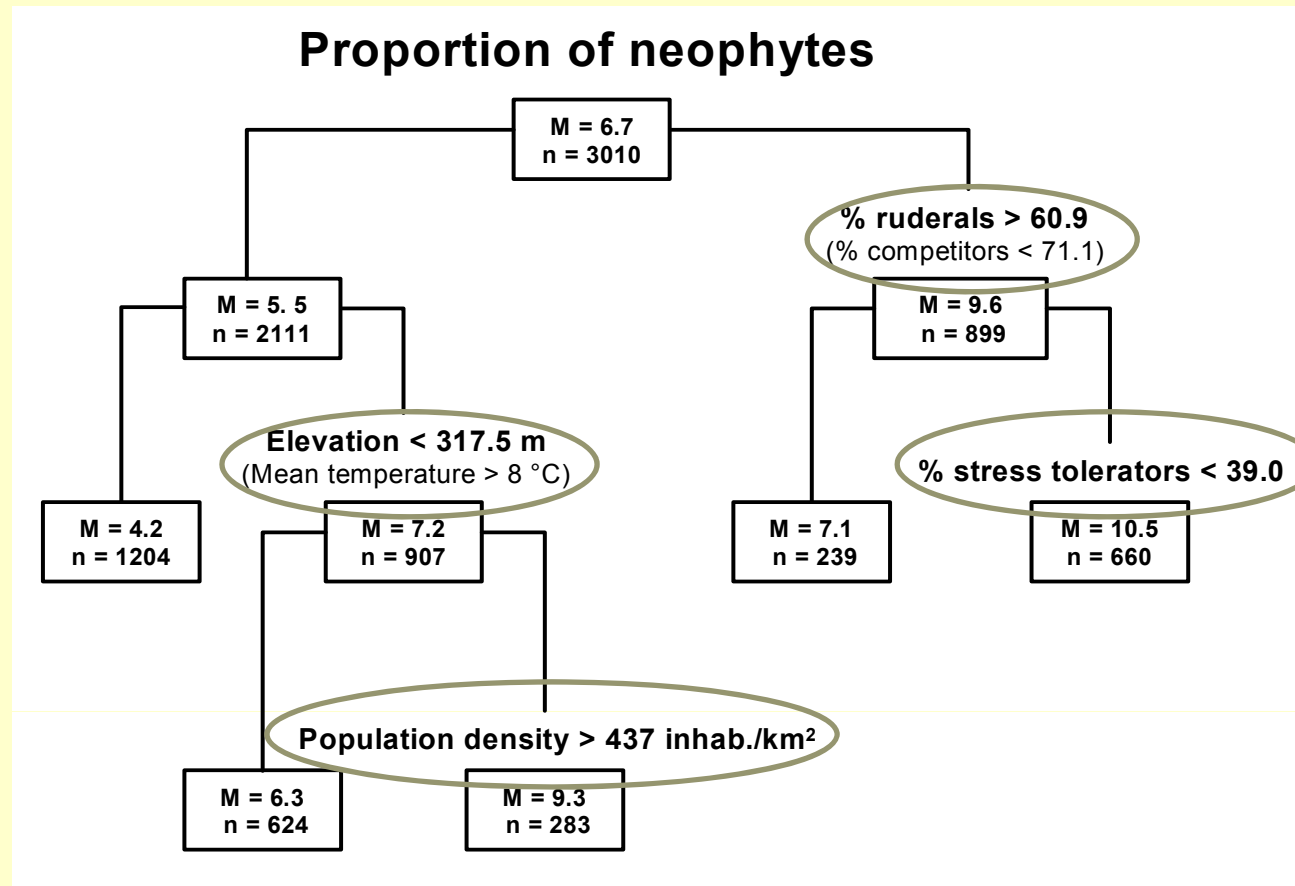 Proportion of neophytes
M = 6.7
n = 3010
% ruderals > 60.9
(% competitors < 71.1)
M = 5. 5
n = 2111
M = 9.6
n = 899
Elevation < 317.5 m
(Mean temperature > 8 °C)
% stress tolerators < 39.0
M = 4.2
n = 1204
M = 7.2
n = 907
M = 7.1
n = 239
M = 10.5
n = 660
Population density > 437 inhab./km²
M = 6.3
n = 624
M = 9.3
n = 283